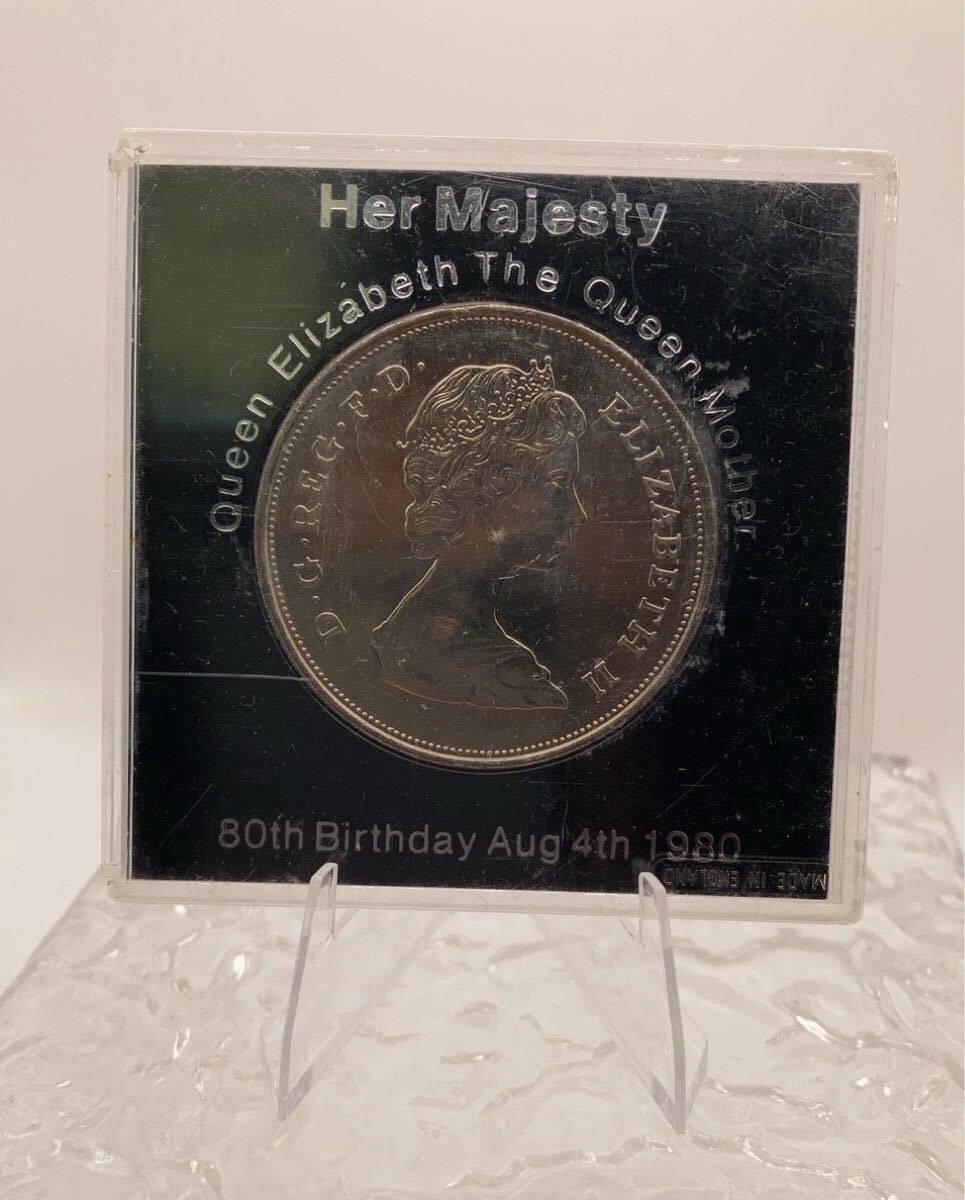 Her Majesty
Queen Elizabeth The Queen Mother
D·G·REG·F·D· ELIZABETH II
80th Birthday Aug 4th 1980
MADE IN ENGLAND